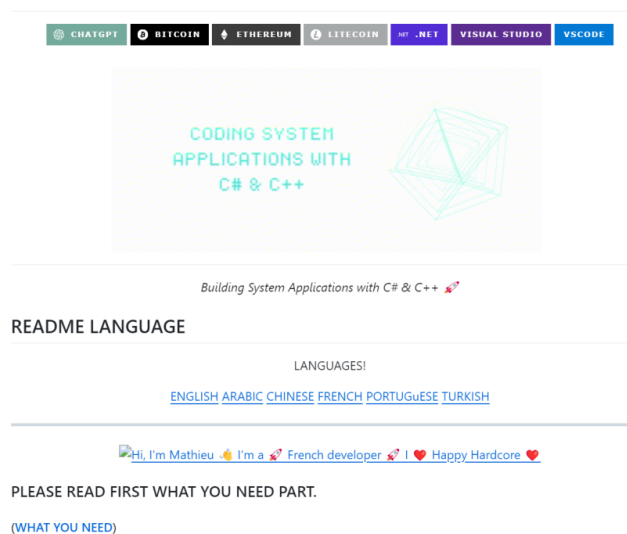 CHATGPT BITCOIN ETHEREUM LITECOIN .NET .NET VISUAL STUDIO VSCODE
CODING SYSTEM
APPLICATIONS WITH
C# & C++
Building System Applications with C# & C++ 🚀
README LANGUAGE
LANGUAGES!
ENGLISH ARABIC CHINESE FRENCH PORTUGuESE TURKISH
Hi, I'm Mathieu 👋 I'm a 🚀 French developer 🚀 I ❤️ Happy Hardcore ❤️
PLEASE READ FIRST WHAT YOU NEED PART.
(WHAT YOU NEED)